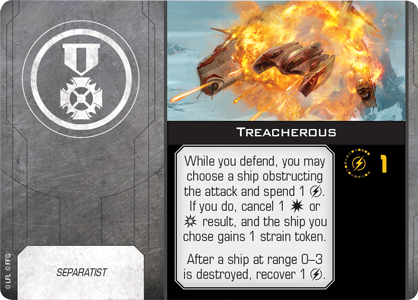 TREACHEROUS
While you defend, you may
choose a ship obstructing
the attack and spend 1 .
If you do, cancel 1 or
result, and the ship you
chose gains 1 strain token.
After a ship at range 0–3
is destroyed, recover 1 .
1
SEPARATIST
© LFL © FFG